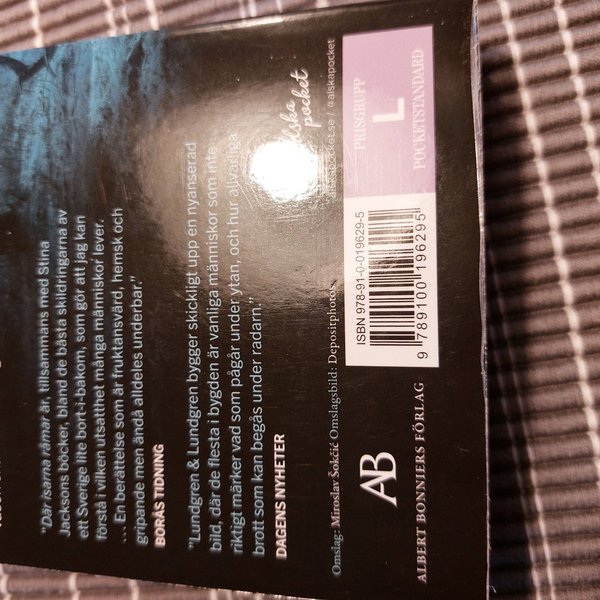 "Där isarna råmar är, tillsammans med Stina
Jacksons böcker, bland de bästa skildringarna av
ett Sverige lite bort-i-bakom, som gör att jag kan
förstå i vilken utsatthet många människor lever.
... En berättelse som är fruktansvärd, hemsk och
gripande men ändå alldeles underbar."
BORÅS TIDNING
"Lundgren & Lundgren bygger skickligt upp en nyanserad
bild, där de flesta i bygden är vanliga människor som inte
riktigt märker vad som pågår under ytan, och hur allvarliga
brott som kan begås under radarn."
DAGENS NYHETER
Omslag: Miroslav Šokčić Omslagsbild: Depositphotos
pocket
/ @alskapocket
AB
ALBERT BONNIERS FÖRLAG
ISBN 978-91-0-019629-5
9 789100 196295
PRISGRUPP
L
POCKETSTANDARD